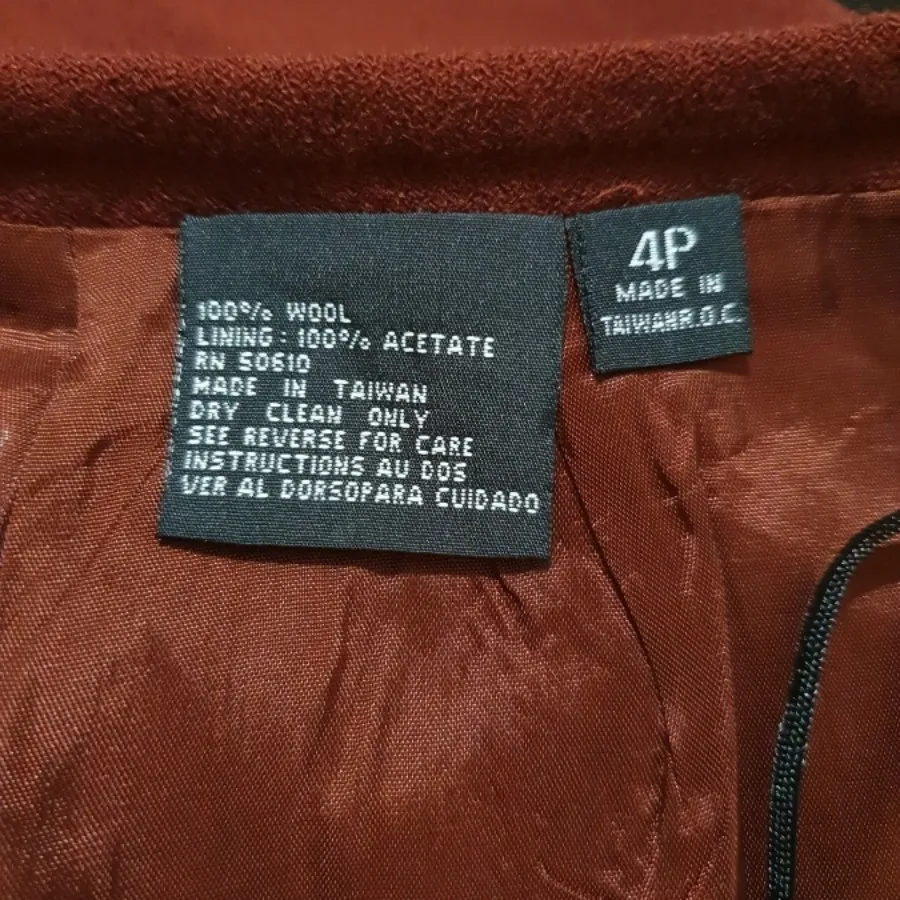 100% WOOL
LINING: 100% ACETATE
RN 50610
MADE IN TAIWAN
DRY CLEAN ONLY
SEE REVERSE FOR CARE
INSTRUCTIONS AU DOS
VER AL DORSOPARA CUIDADO
4P
MADE IN
TAIWANR.O.C.